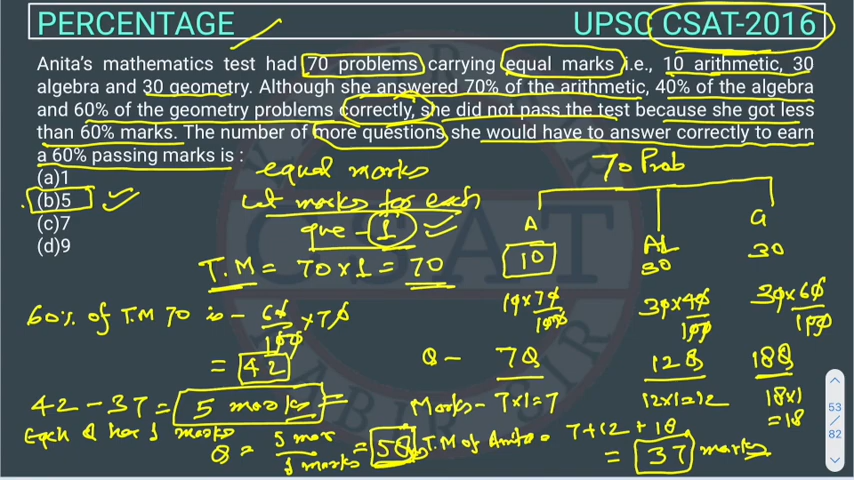 PERCENTAGE
UPSC CSAT-2016
Anita's mathematics test had 70 problems carrying equal marks i.e., 10 arithmetic, 30
algebra and 30 geometry. Although she answered 70% of the arithmetic, 40% of the algebra
and 60% of the geometry problems correctly, she did not pass the test because she got less
than 60% marks. The number of more questions she would have to answer correctly to earn
a 60% passing marks is :
(a)1
(b)5
(c)7
(d)9
equal marks
Let marks for each
que - 1
T.M = 70 x 1 = 70
60% of T.M 70 is - 60/100 x 70
= 42
42 - 37 = 5 marks
Each Q has 1 marks
Q = 5 mar / 1 marks = 5Q
70 Prob
A AL G
10 30 30
10 x 70/100 30 x 40/100 30 x 60/100
Q - 7Q 12Q 18Q
Marks - 7 x 1 = 7 12 x 1 = 12 18 x 1 = 18
T.M of Anita = 7 + 12 + 18
= 37 marks
53
/ 82